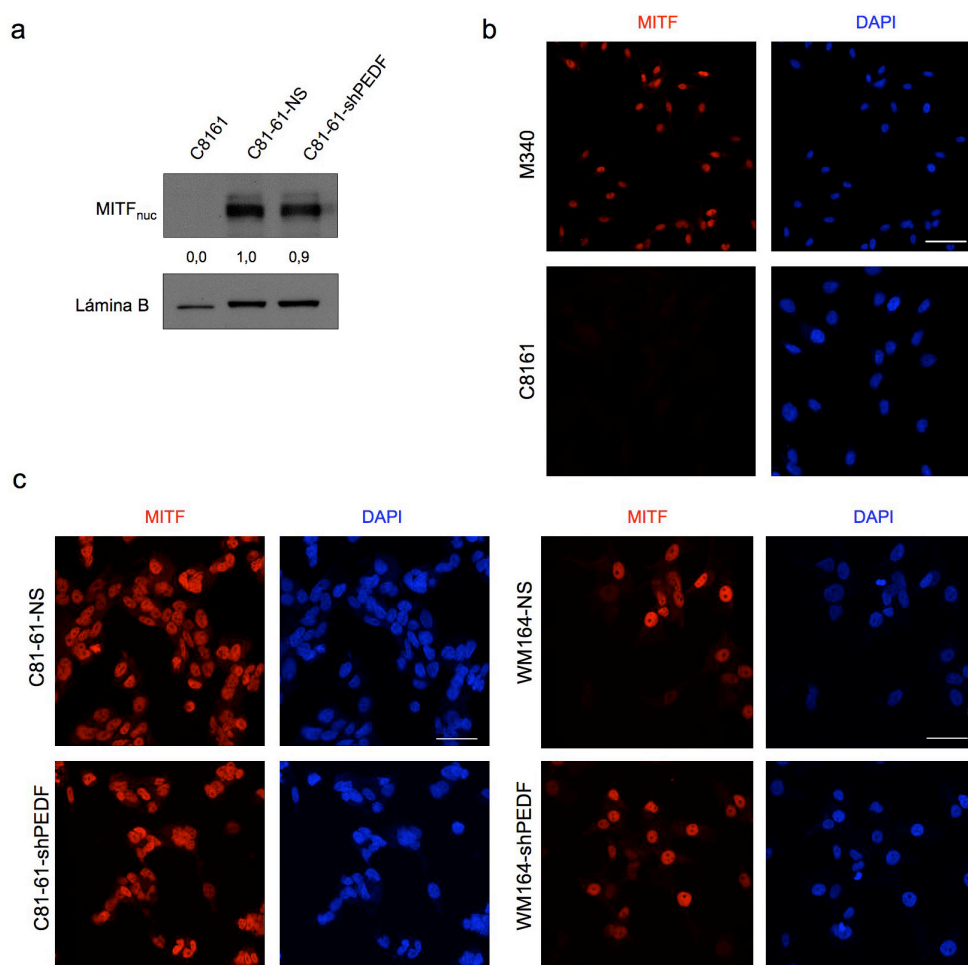 a
C8161
C81-61-NS
C81-61-shPEDF
MITFnuc
0,0 1,0 0,9
Lámina B
b
MITF DAPI
M340
C8161
c
MITF DAPI MITF DAPI
C81-61-NS
WM164-NS
C81-61-shPEDF
WM164-shPEDF